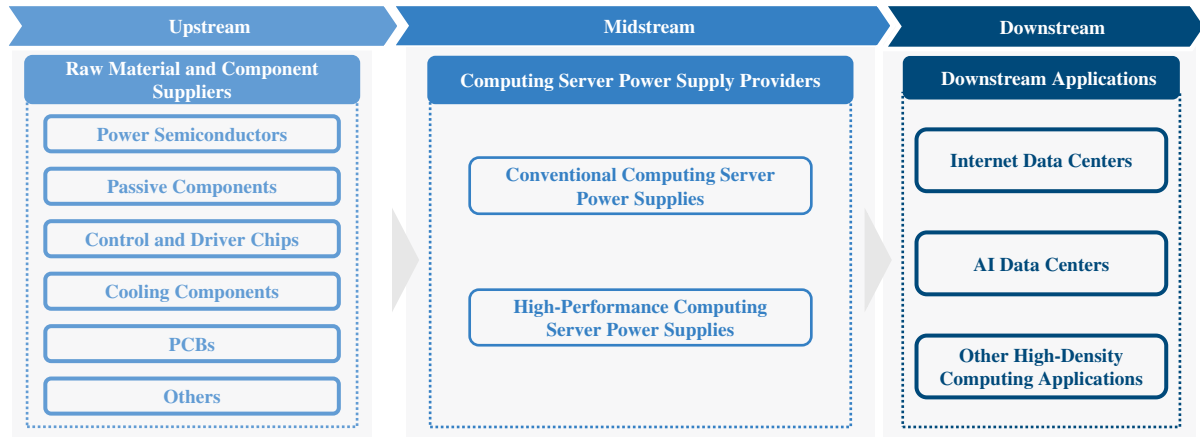 Upstream
Midstream
Downstream
Raw Material and Component
Suppliers
Power Semiconductors
Passive Components
Control and Driver Chips
Cooling Components
PCBs
Others
Computing Server Power Supply Providers
Conventional Computing Server
Power Supplies
High-Performance Computing
Server Power Supplies
Downstream Applications
Internet Data Centers
AI Data Centers
Other High-Density
Computing Applications